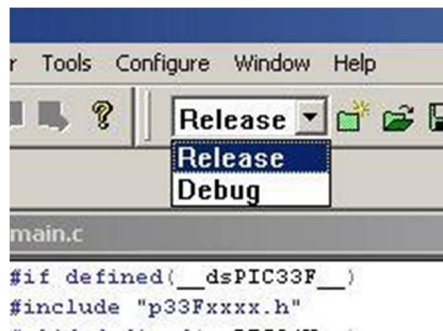 Tools Configure Window Help
Release
Release
Debug
main.c
#if defined(__dsPIC33F__)
#include "p33Fxxxx.h"